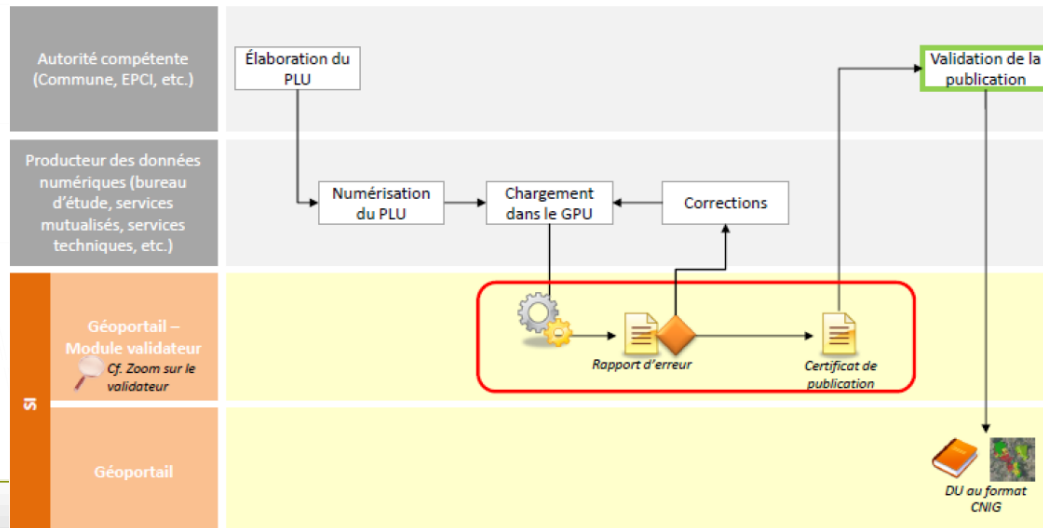 Autorité compétente
(Commune, EPCI, etc.)
Élaboration du
PLU
Validation de la
publication
Producteur des données
numériques (bureau
d'étude, services
mutualisés, services
techniques, etc.)
Numérisation
du PLU
Chargement
dans le GPU
Corrections
SI
Géoportail –
Module validateur
Cf. Zoom sur le
validateur
Rapport d'erreur
Certificat de
publication
Géoportail
DU au format
CNIG